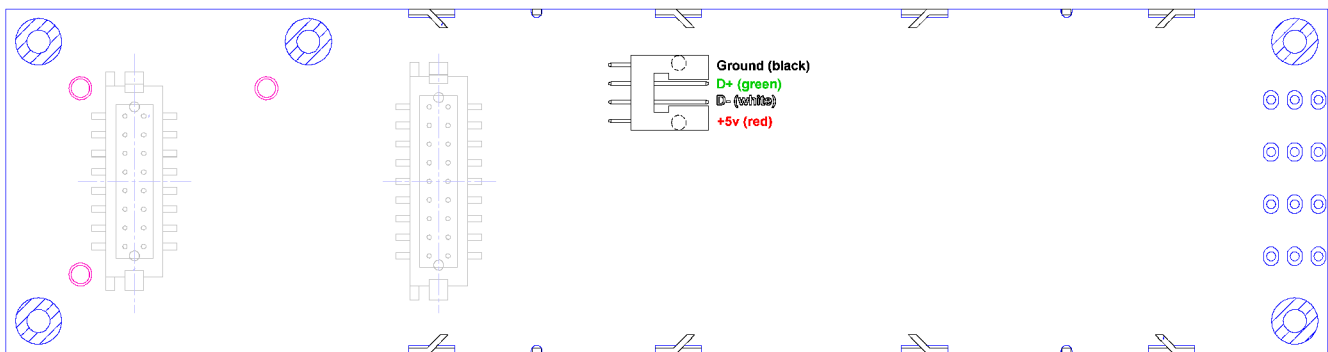 Ground (black)
D+ (green)
D- (white)
+5v (red)